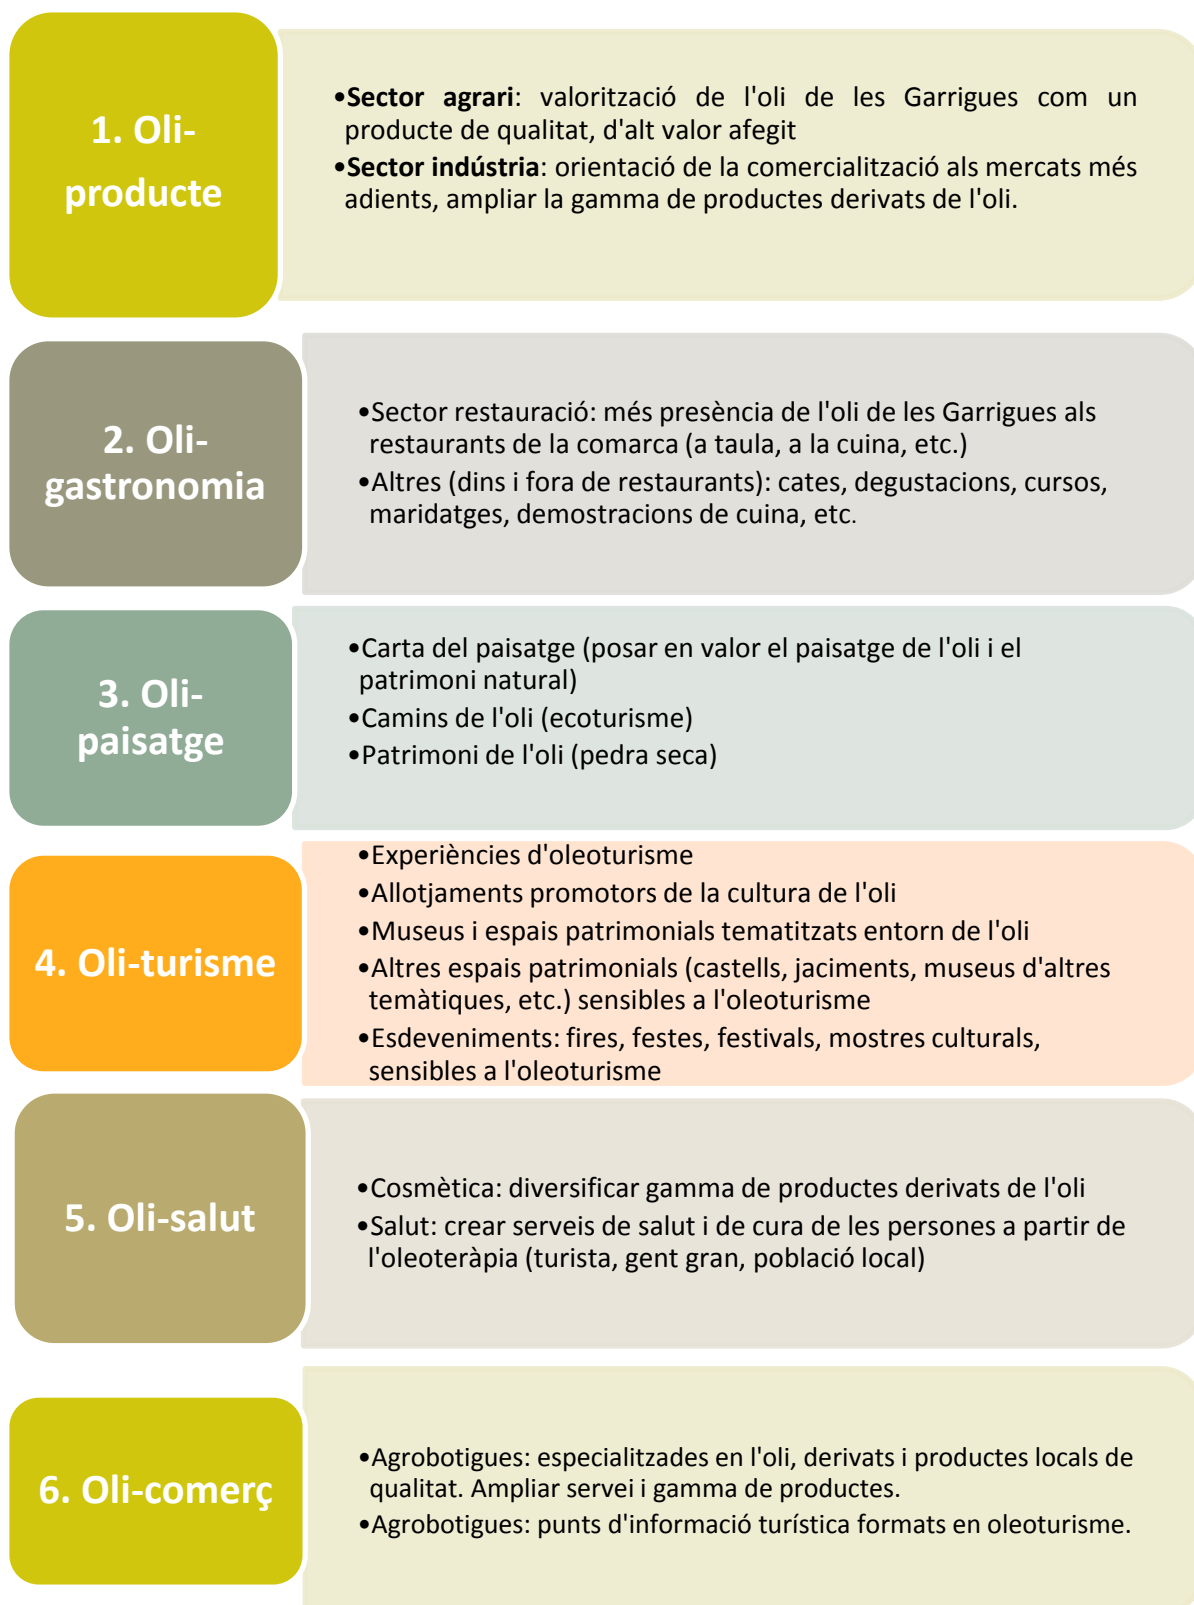 1. Oli-
producte
•Sector agrari: valorització de l'oli de les Garrigues com un
producte de qualitat, d'alt valor afegit
•Sector indústria: orientació de la comercialització als mercats més
adients, ampliar la gamma de productes derivats de l'oli.
2. Oli-
gastronomia
•Sector restauració: més presència de l'oli de les Garrigues als
restaurants de la comarca (a taula, a la cuina, etc.)
•Altres (dins i fora de restaurants): cates, degustacions, cursos,
maridatges, demostracions de cuina, etc.
3. Oli-
paisatge
•Carta del paisatge (posar en valor el paisatge de l'oli i el
patrimoni natural)
•Camins de l'oli (ecoturisme)
•Patrimoni de l'oli (pedra seca)
4. Oli-turisme
•Experiències d'oleoturisme
•Allotjaments promotors de la cultura de l'oli
•Museus i espais patrimonials tematitzats entorn de l'oli
•Altres espais patrimonials (castells, jaciments, museus d'altres
temàtiques, etc.) sensibles a l'oleoturisme
•Esdeveniments: fires, festes, festivals, mostres culturals,
sensibles a l'oleoturisme
5. Oli-salut
•Cosmètica: diversificar gamma de productes derivats de l'oli
•Salut: crear serveis de salut i de cura de les persones a partir de
l'oleoteràpia (turista, gent gran, població local)
6. Oli-comerç
•Agrobotigues: especialitzades en l'oli, derivats i productes locals de
qualitat. Ampliar servei i gamma de productes.
•Agrobotigues: punts d'informació turística formats en oleoturisme.